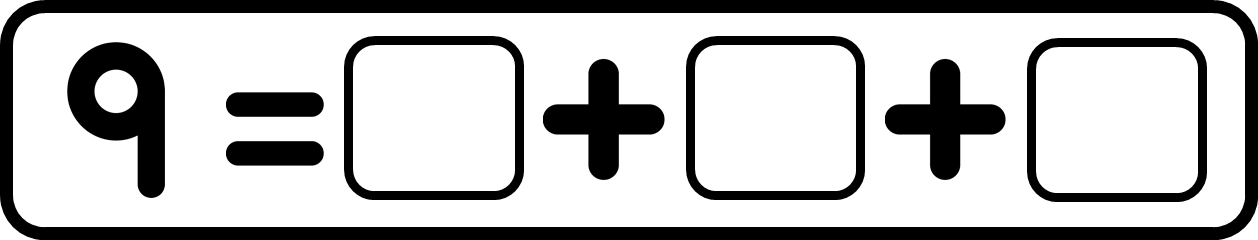 9 = □ + □ + □